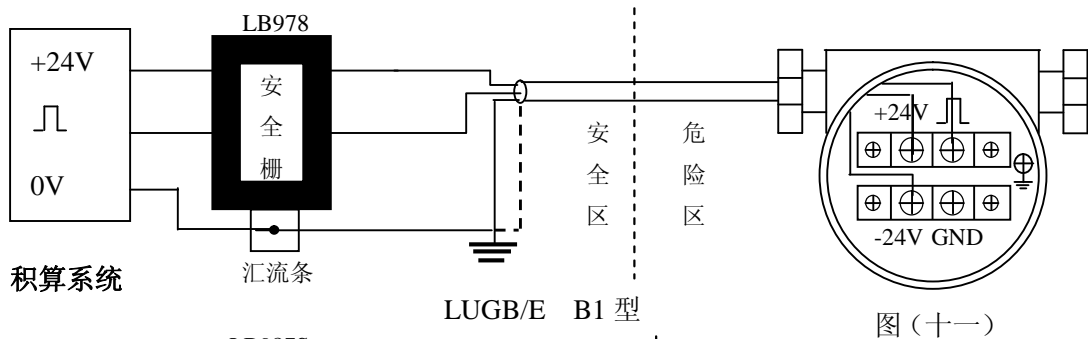 LB978
+24V
0V
安全栅
汇流条
积算系统
安全区
危险区
+24V
-24V GND
LUGB/E B1 型
图（十一）